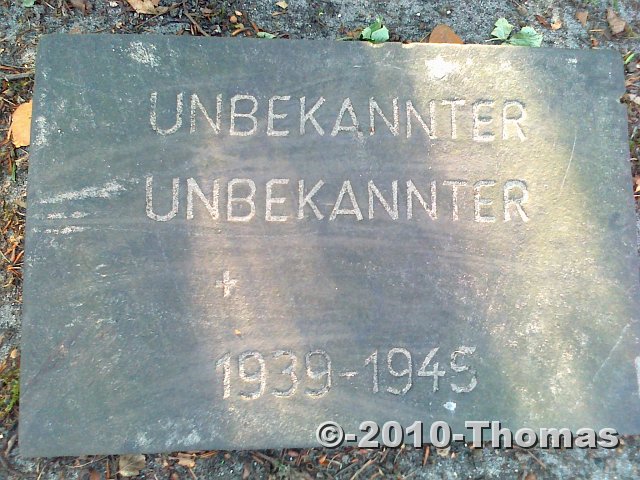 UNBEKANNTER
UNBEKANNTER
+
1939-1945
©-2010-Thomas